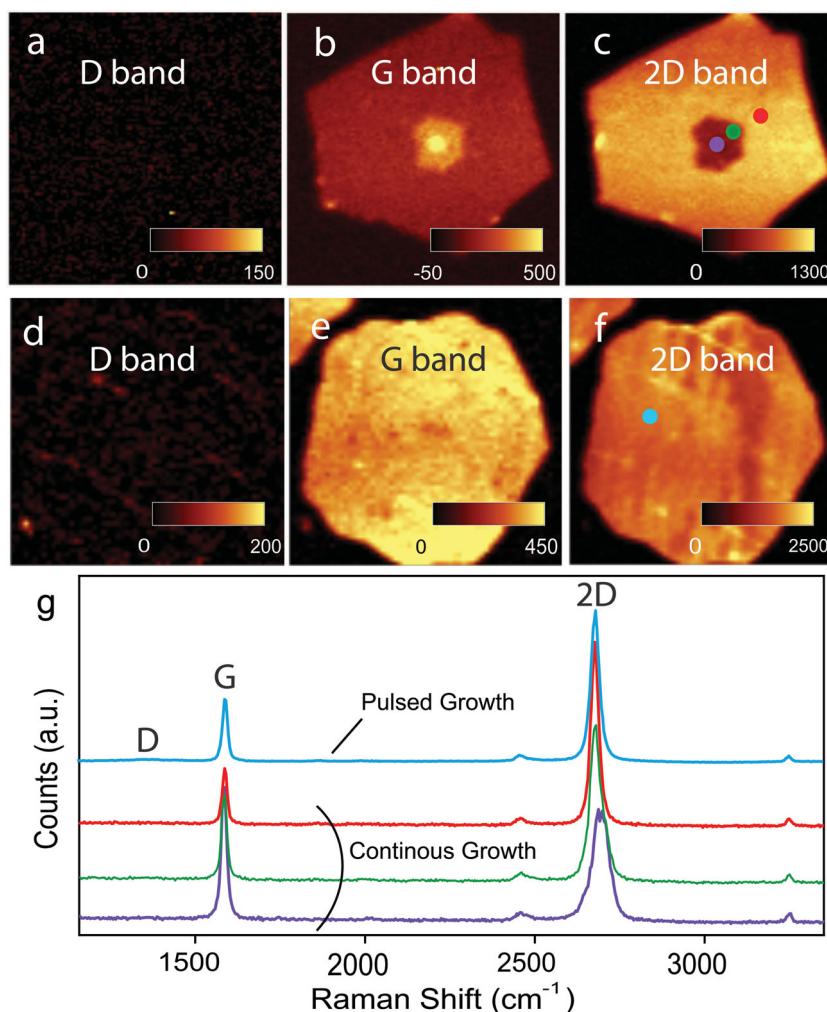 a
D band
0 150
b
G band
-50 500
c
2D band
0 1300
d
D band
0 200
e
G band
0 450
f
2D band
0 2500
g
2D
G
Pulsed Growth
D
Continous Growth
Counts (a.u.)
1500 2000 2500 3000
Raman Shift (cm⁻¹)